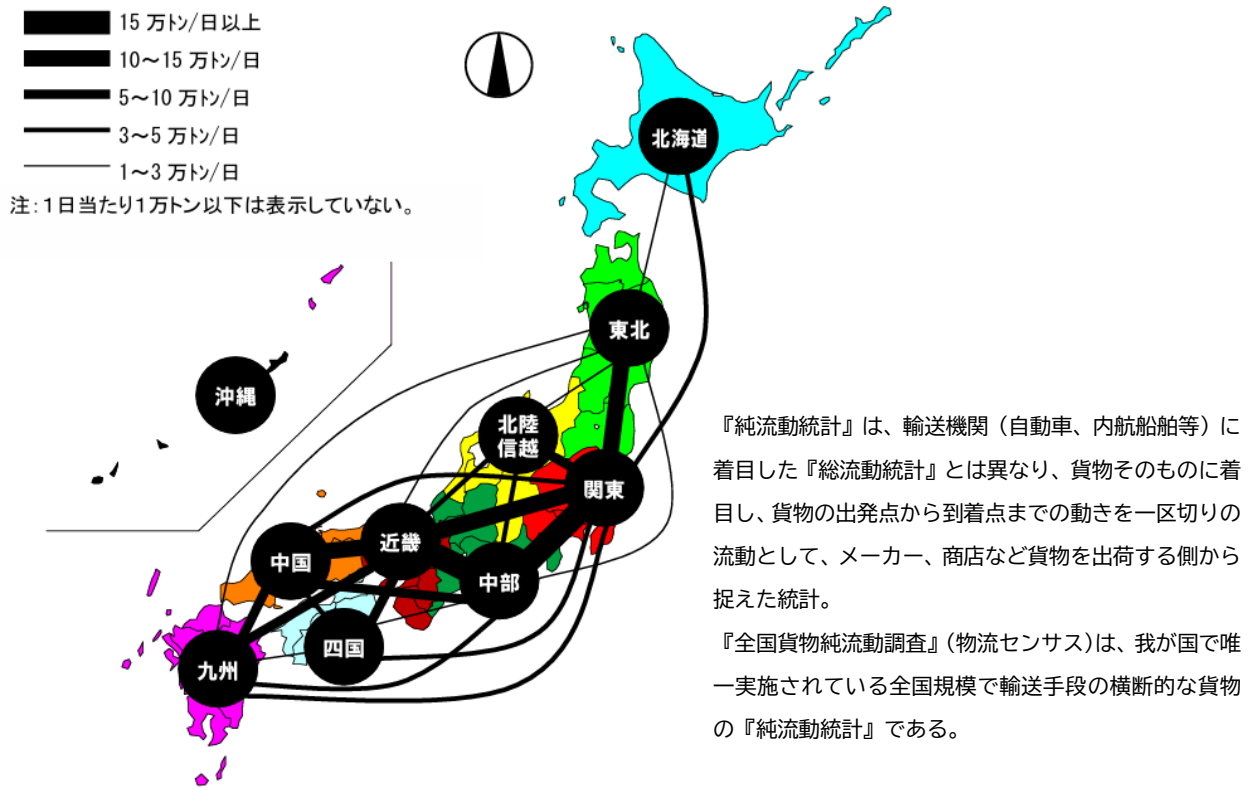 15 万トン/日以上
10～15 万トン/日
5～10 万トン/日
3～5 万トン/日
1～3 万トン/日
注：１日当たり１万トン以下は表示していない。
北海道
東北
沖縄
北陸
信越
関東
近畿
中国
中部
四国
九州
『純流動統計』は、輸送機関（自動車、内航船舶等）に
着目した『総流動統計』とは異なり、貨物そのものに着
目し、貨物の出発点から到着点までの動きを一区切りの
流動として、メーカー、商店など貨物を出荷する側から
捉えた統計。
『全国貨物純流動調査』（物流センサス）は、我が国で唯
一実施されている全国規模で輸送手段の横断的な貨物
の『純流動統計』である。